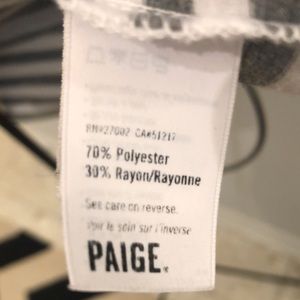 RN#27002 CA#51217
70% Polyester
30% Rayon/Rayonne
See care on reverse.
Voir le soin sur l'inverse
PAIGE